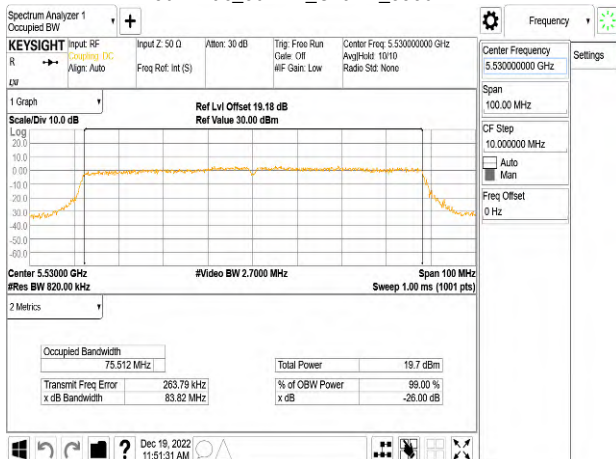 Spectrum Analyzer 1
Occupied BW
Frequency
KEYSIGHT
R
Input: RF
Coupling: DC
Align: Auto
Input Z: 50 Ω
Freq Ref: Int (S)
Atten: 30 dB
Trig: Free Run
Gate: Off
#IF Gain: Low
Center Freq: 5.530000000 GHz
Avg|Hold: 10/10
Radio Std: None
Center Frequency
5.530000000 GHz
Settings
Span
100.00 MHz
CF Step
10.000000 MHz
Auto
Man
Freq Offset
0 Hz
1 Graph
Scale/Div 10.0 dB
Ref Lvl Offset 19.18 dB
Ref Value 30.00 dBm
Log
20.0
10.0
0.00
-10.0
-20.0
-30.0
-40.0
-50.0
-60.0
Center 5.53000 GHz
#Video BW 2.7000 MHz
Span 100 MHz
#Res BW 820.00 kHz
Sweep 1.00 ms (1001 pts)
2 Metrics
Occupied Bandwidth
75.512 MHz
Total Power 19.7 dBm
Transmit Freq Error 263.79 kHz
% of OBW Power 99.00 %
x dB Bandwidth 83.82 MHz
x dB -26.00 dB
?
Dec 19, 2022
11:51:31 AM